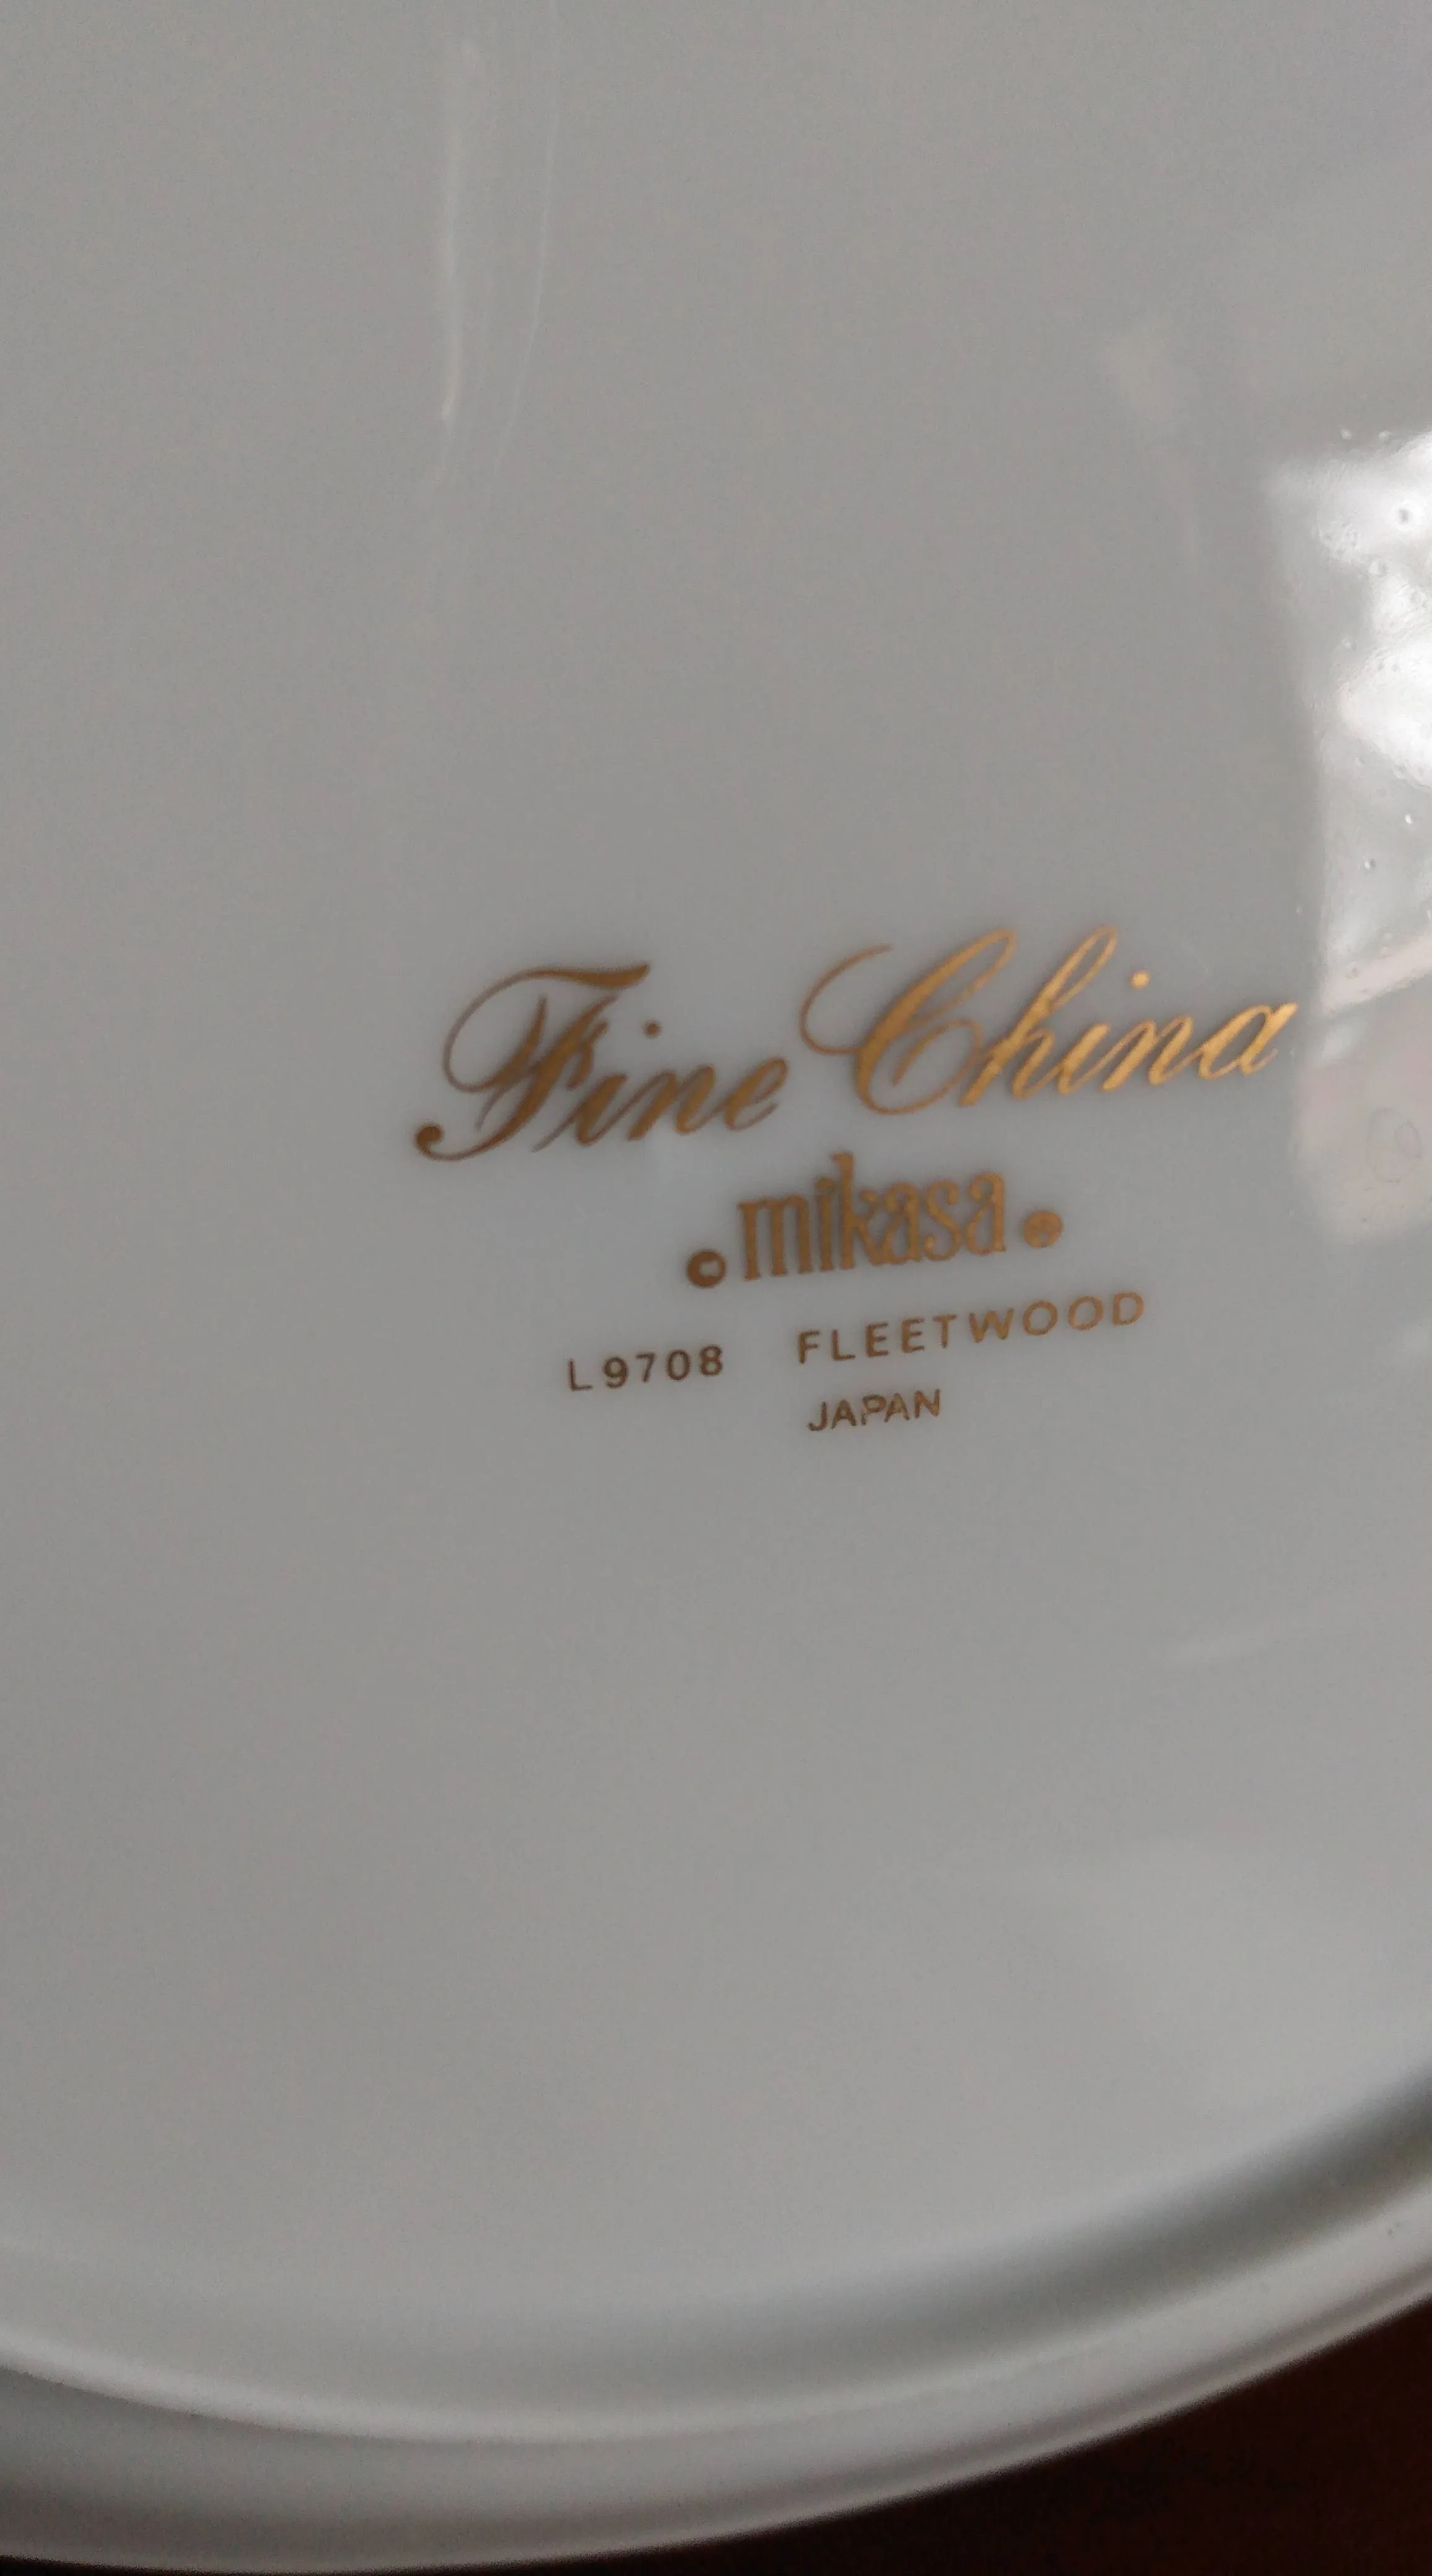 Fine China
© mikasa ®
L9708 FLEETWOOD
JAPAN